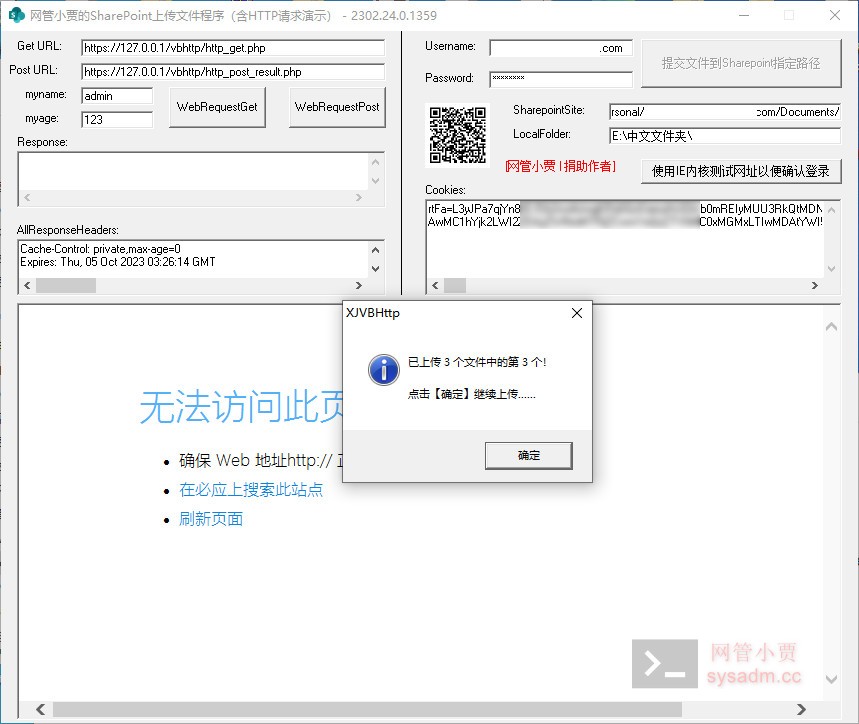 网管小贾的SharePoint上传文件程序（含HTTP请求演示） - 2302.24.0.1359
Get URL: https://127.0.0.1/vbhttp/http_get.php
Post URL: https://127.0.0.1/vbhttp/http_post_result.php
myname: admin
myage: 123
WebRequestGet
WebRequestPost
Response:
AllResponseHeaders:
Cache-Control: private,max-age=0
Expires: Thu, 05 Oct 2023 03:26:14 GMT
Username: .com
Password: ********
提交文件到Sharepoint指定路径
SharepointSite: rsonal/ com/Documents/
LocalFolder: E:\中文文件夹\
[网管小贾 | 捐助作者]
使用IE内核测试网址以便确认登录
Cookies:
rtFa=L3yJPa7qjYn8 b0mREIyMUU3RkQtMDN
AwMC1hYjk2LWI2 C0xMGMxLTIwMDAtYWI
XJVBHttp
已上传 3 个文件中的第 3 个!
点击【确定】继续上传......
确定
无法访问此页
确保 Web 地址http://
在必应上搜索此站点
刷新页面
网管小贾
sysadm.cc